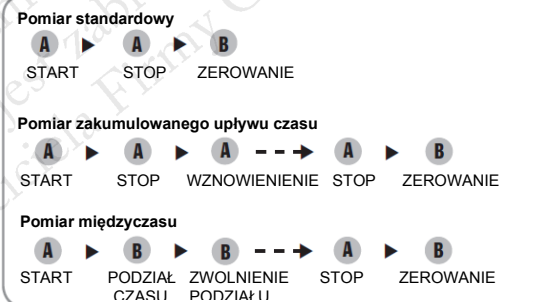 Pomiar standardowy
A ▶ A ▶ B
START STOP ZEROWANIE
Pomiar zakumulowanego upływu czasu
A ▶ A ▶ A A ▶ B
START STOP WZNOWIENIENIE STOP ZEROWANIE
Pomiar międzyczasu
A ▶ B ▶ B A ▶ B
START PODZIAŁ ZWOLNIENIE STOP ZEROWANIE
CZASU PODZIAŁU